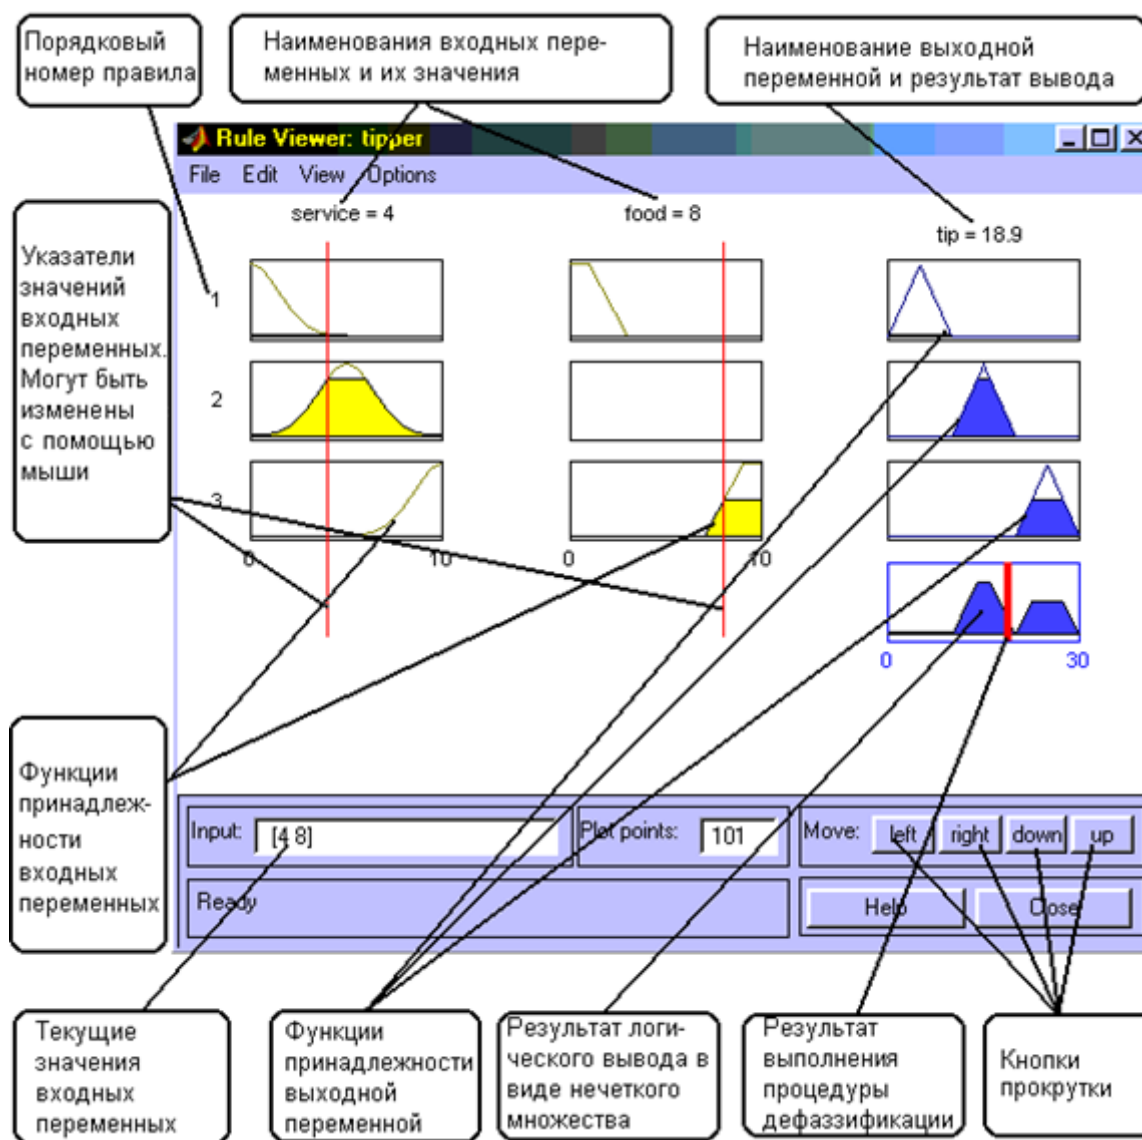 Порядковый
номер правила
Наименования входных пере-
менных и их значения
Наименование выходной
переменной и результат вывода
Rule Viewer: tipper
File Edit View Options
service = 4
food = 8
tip = 18.9
Указатели
значений
входных
переменных.
Могут быть
изменены
с помощью
мыши
1
2
3
0 10
0 10
0 30
Функции
принадлеж-
ности
входных
переменных
Input: [4 8]
Plot points: 101
Move: left right down up
Ready
Help Close
Текущие
значения
входных
переменных
Функции
принадлежности
выходной
переменной
Результат логи-
ческого вывода в
виде нечеткого
множества
Результат
выполнения
процедуры
дефаззификации
Кнопки
прокрутки